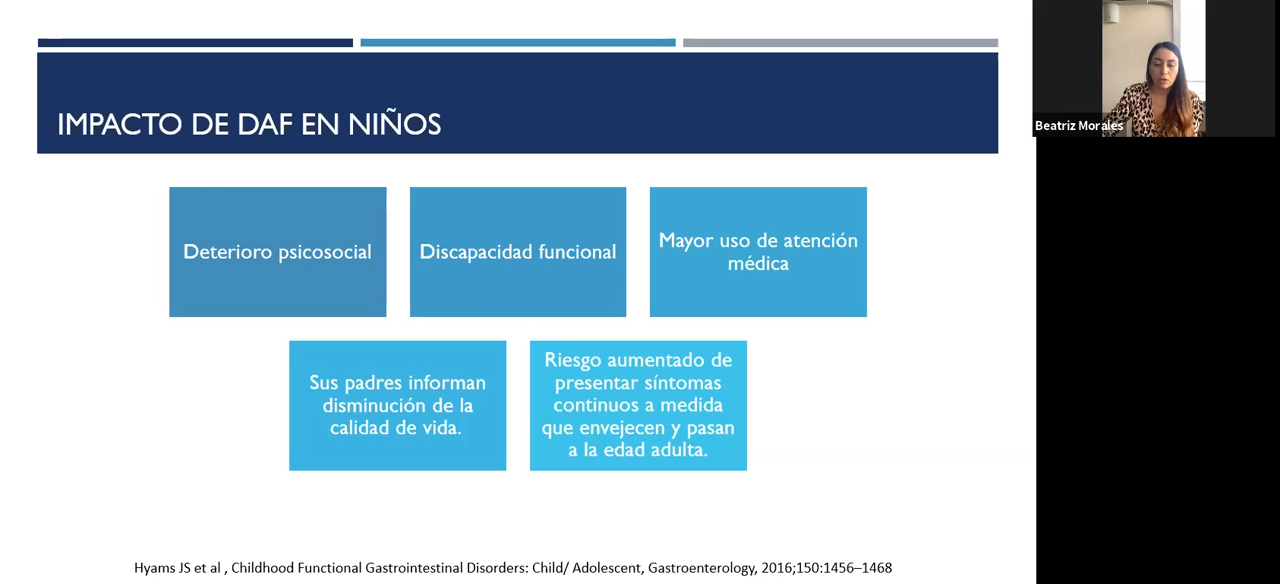 IMPACTO DE DAF EN NIÑOS
Deterioro psicosocial
Discapacidad funcional
Mayor uso de atención
médica
Sus padres informan
disminución de la
calidad de vida.
Riesgo aumentado de
presentar síntomas
continuos a medida
que envejecen y pasan
a la edad adulta.
Hyams JS et al , Childhood Functional Gastrointestinal Disorders: Child/ Adolescent, Gastroenterology, 2016;150:1456–1468
Beatriz Morales